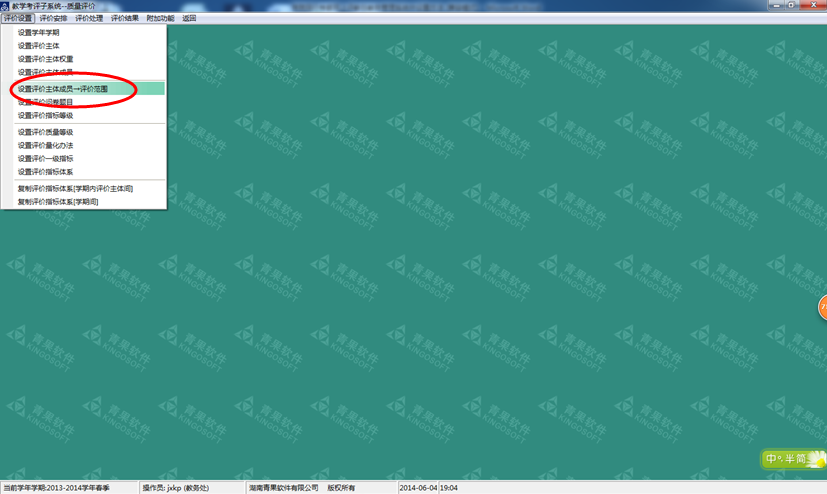 教学考评子系统--质量评价
评价设置 评价安排 评价处理 评价结果 附加功能 返回
设置学年学期
设置评价主体
设置评价主体权重
设置评价主体成员
设置评价主体成员→评价范围
设置评价问卷题目
设置评价指标等级
设置评价质量等级
设置评价量化办法
设置评价一级指标
设置评价指标体系
复制评价指标体系[学期内评价主体间]
复制评价指标体系[学期间]
青果软件
KINGOSOFT
中 半 简
当前学年学期:2013-2014学年春季 操作员: jxkp (教务处) 湖南青果软件有限公司 版权所有 2014-06-04 19:04